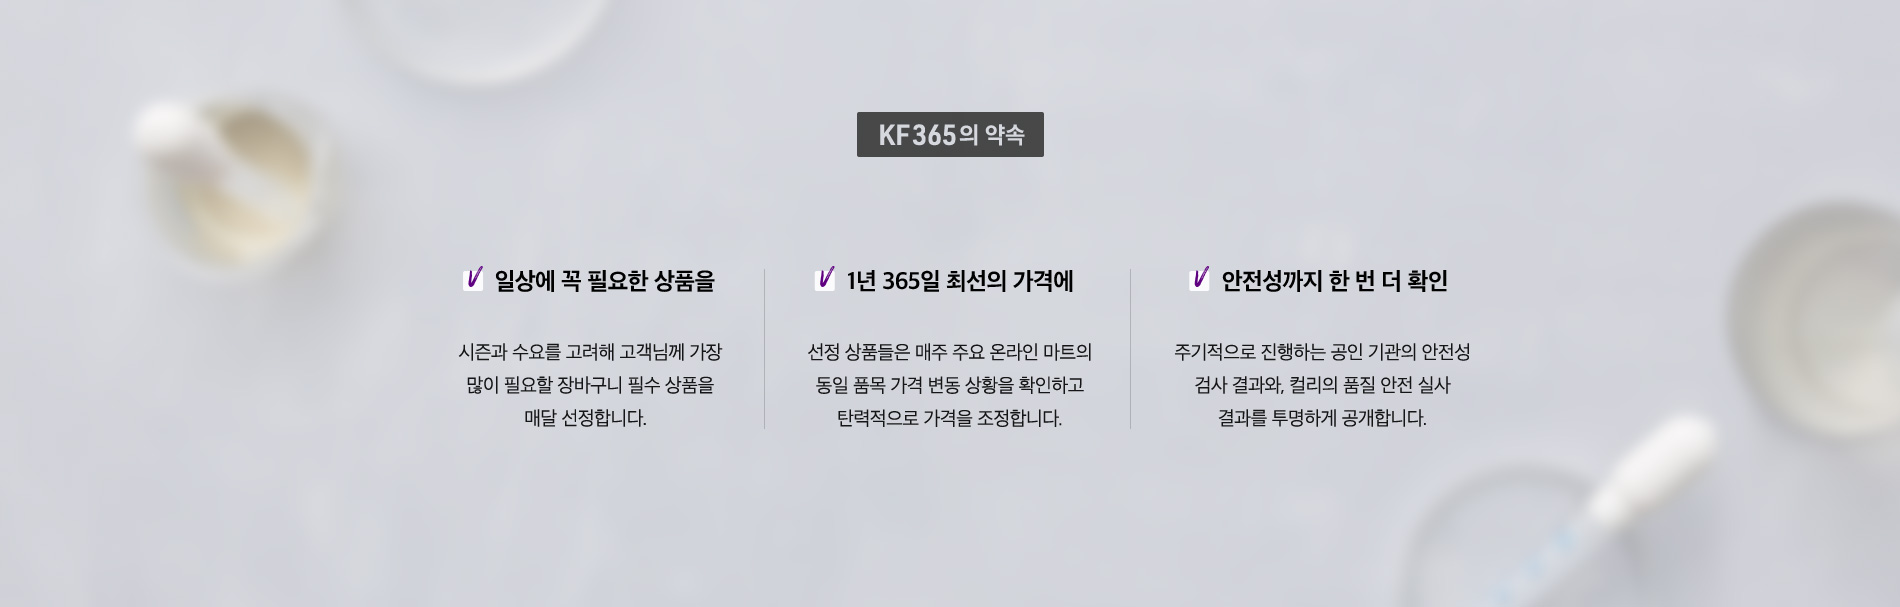 KF365의 약속
일상에 꼭 필요한 상품을
시즌과 수요를 고려해 고객님께 가장
많이 필요할 장바구니 필수 상품을
매달 선정합니다.
1년 365일 최선의 가격에
선정 상품들은 매주 주요 온라인 마트의
동일 품목 가격 변동 상황을 확인하고
탄력적으로 가격을 조정합니다.
안전성까지 한 번 더 확인
주기적으로 진행하는 공인 기관의 안전성
검사 결과와, 컬리의 품질 안전 실사
결과를 투명하게 공개합니다.